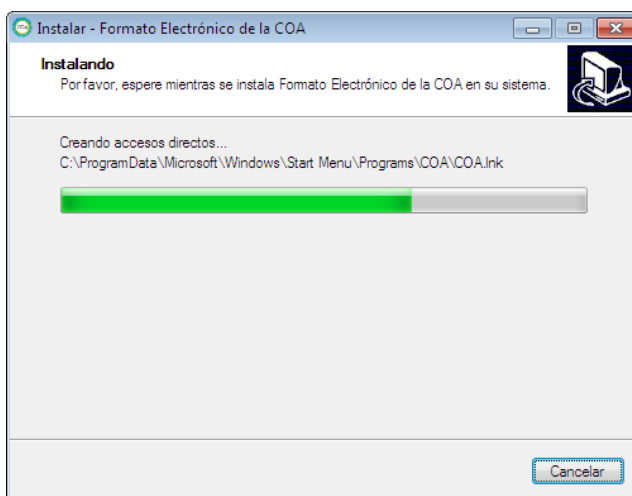 Instalar - Formato Electrónico de la COA
Instalando
Por favor, espere mientras se instala Formato Electrónico de la COA en su sistema.
Creando accesos directos...
C:\ProgramData\Microsoft\Windows\Start Menu\Programs\COA\COA.lnk
Cancelar